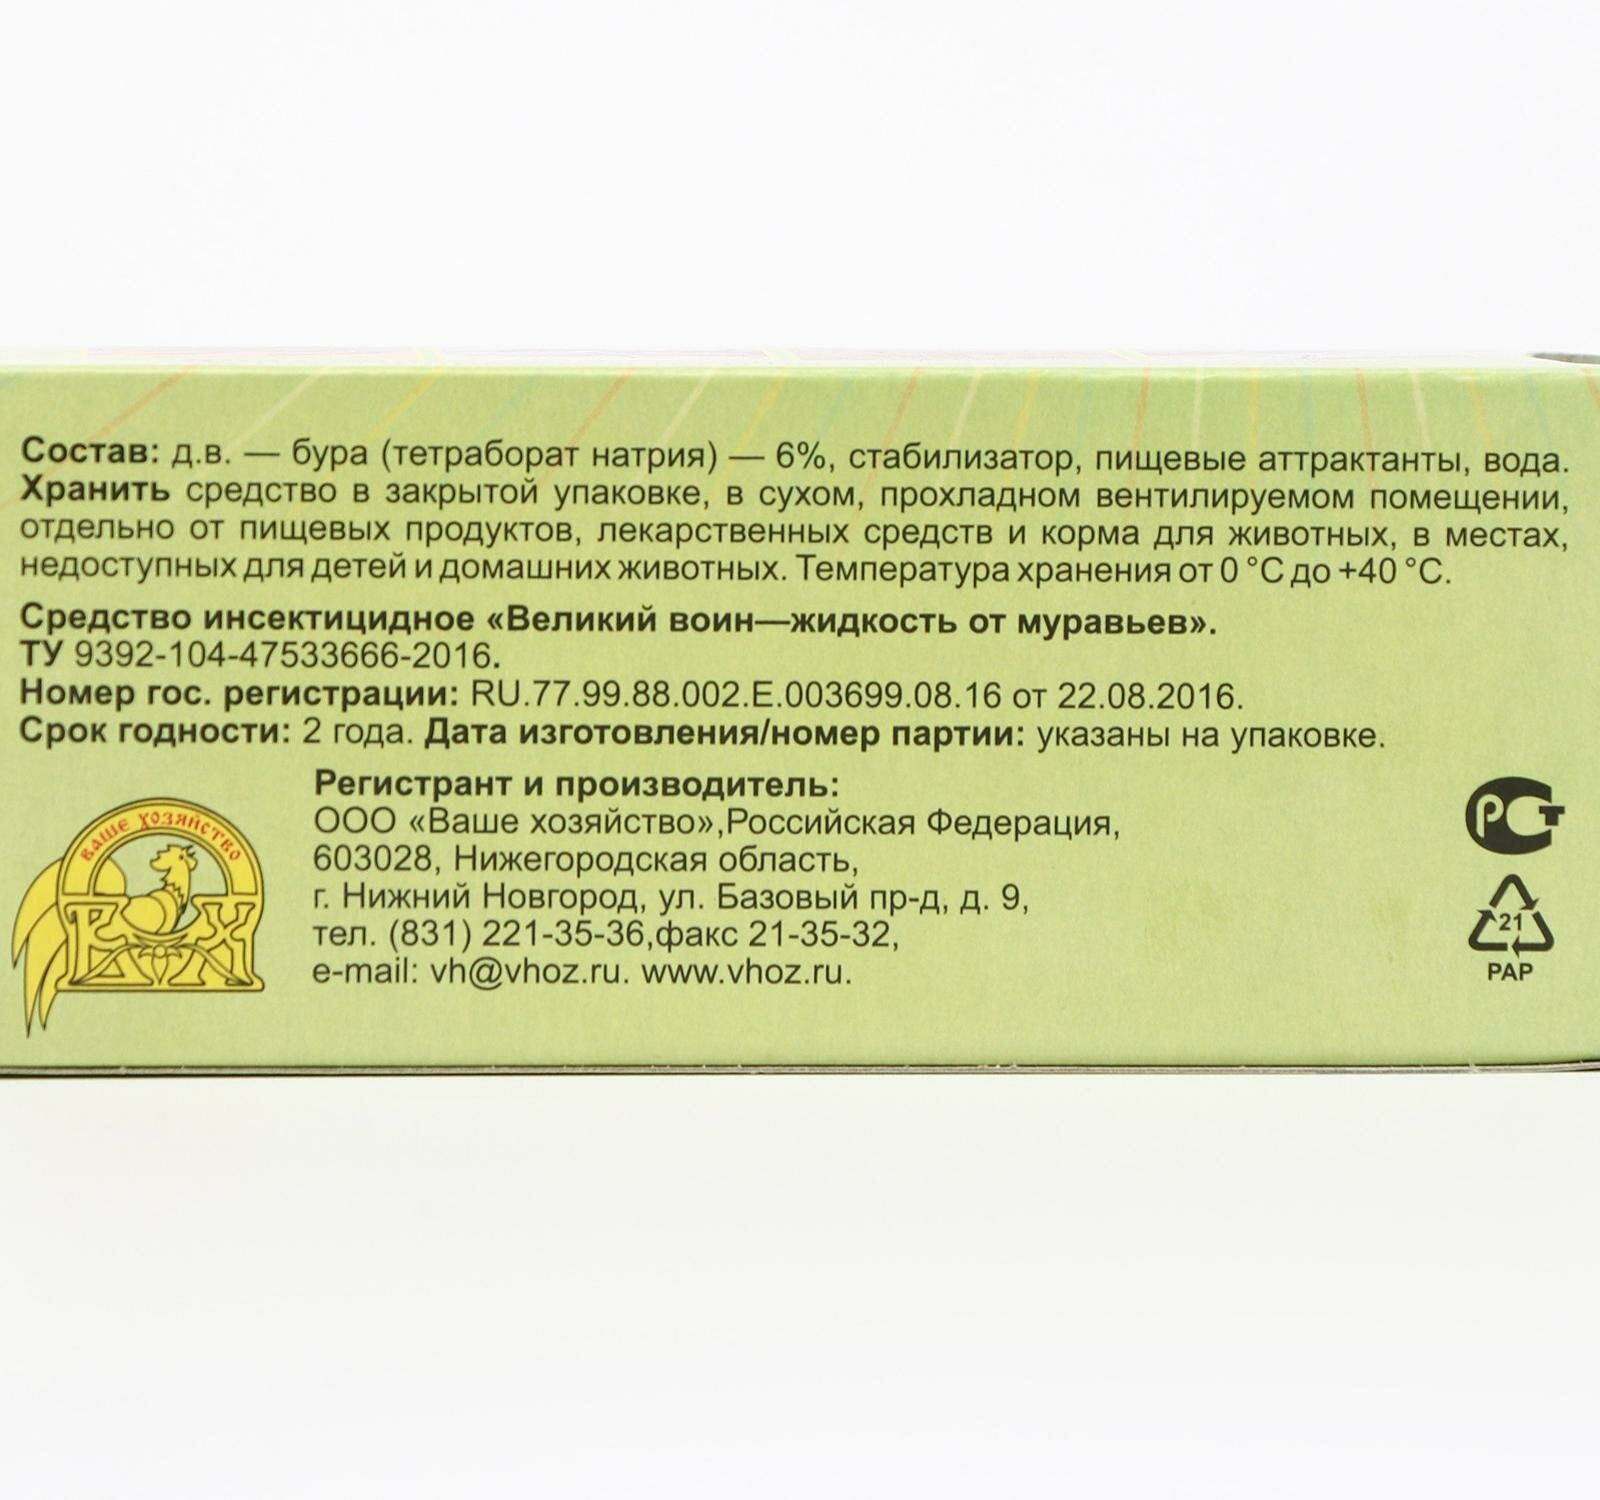 Состав: д.в. — бура (тетраборат натрия) — 6%, стабилизатор, пищевые аттрактанты, вода.
Хранить средство в закрытой упаковке, в сухом, прохладном вентилируемом помещении,
отдельно от пищевых продуктов, лекарственных средств и корма для животных, в местах,
недоступных для детей и домашних животных. Температура хранения от 0 °С до +40 °С.
Средство инсектицидное «Великий воин—жидкость от муравьев».
ТУ 9392-104-47533666-2016.
Номер гос. регистрации: RU.77.99.88.002.Е.003699.08.16 от 22.08.2016.
Срок годности: 2 года. Дата изготовления/номер партии: указаны на упаковке.
Регистрант и производитель:
ООО «Ваше хозяйство»,Российская Федерация,
603028, Нижегородская область,
г. Нижний Новгород, ул. Базовый пр-д, д. 9,
тел. (831) 221-35-36,факс 21-35-32,
e-mail: vh@vhoz.ru. www.vhoz.ru.
ваше хозяйство
ВХ
РСТ
21
PAP